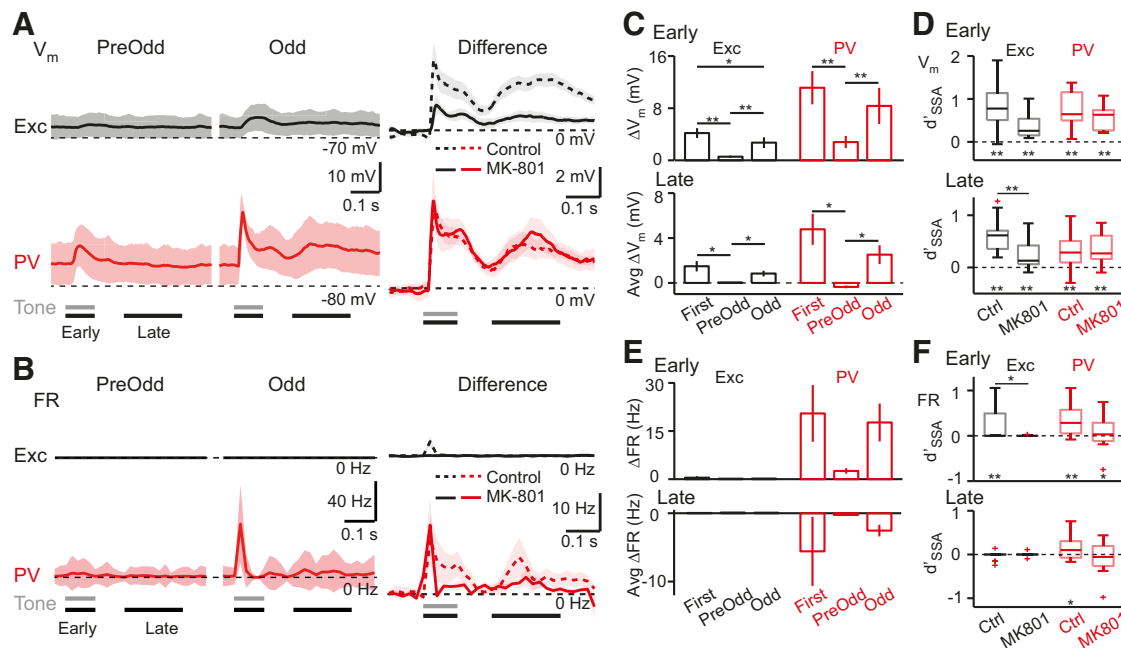 A
V m
PreOdd
Odd
Difference
Exc
-70 mV
10 mV
0.1 s
0 mV
Control
MK-801
2 mV
0.1 s
PV
-80 mV
0 mV
Tone
Early
Late
B
FR
PreOdd
Odd
Difference
Exc
0 Hz
40 Hz
0.1 s
0 Hz
Control
MK-801
10 Hz
0.1 s
PV
0 Hz
0 Hz
Tone
Early
Late
C
Early
Exc
PV
ΔVm (mV)
16
8
0
*
**
**
**
**
Late
Avg ΔVm (mV)
8
4
0
*
*
*
*
First
PreOdd
Odd
First
PreOdd
Odd
D
Early
Vm
Exc
PV
d'SSA
2
1
0
**
**
**
**
Late
d'SSA
1
0
**
+
**
**
**
**
Ctrl
MK801
Ctrl
MK801
E
Early
Exc
PV
ΔFR (Hz)
30
15
0
Late
Avg ΔFR (Hz)
0
-10
First
PreOdd
Odd
First
PreOdd
Odd
F
Early
FR
Exc
PV
d'SSA
1
0
-1
*
**
**
*
Late
d'SSA
1
0
-1
*
Ctrl
MK801
Ctrl
MK801